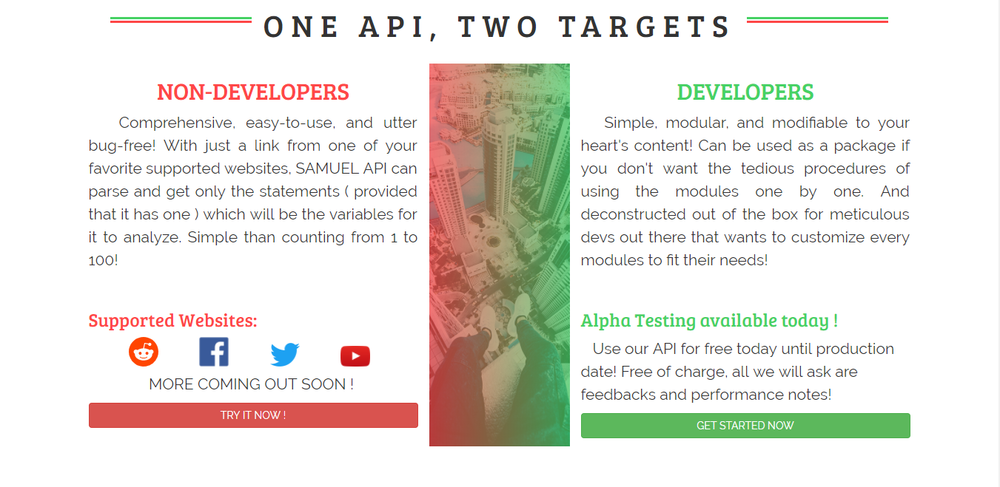 ONE API, TWO TARGETS
NON-DEVELOPERS
Comprehensive, easy-to-use, and utter
bug-free! With just a link from one of your
favorite supported websites, SAMUEL API can
parse and get only the statements ( provided
that it has one ) which will be the variables for
it to analyze. Simple than counting from 1 to
100!
Supported Websites:
MORE COMING OUT SOON !
TRY IT NOW !
DEVELOPERS
Simple, modular, and modifiable to your
heart's content! Can be used as a package if
you don't want the tedious procedures of
using the modules one by one. And
deconstructed out of the box for meticulous
devs out there that wants to customize every
modules to fit their needs!
Alpha Testing available today !
Use our API for free today until production
date! Free of charge, all we will ask are
feedbacks and performance notes!
GET STARTED NOW